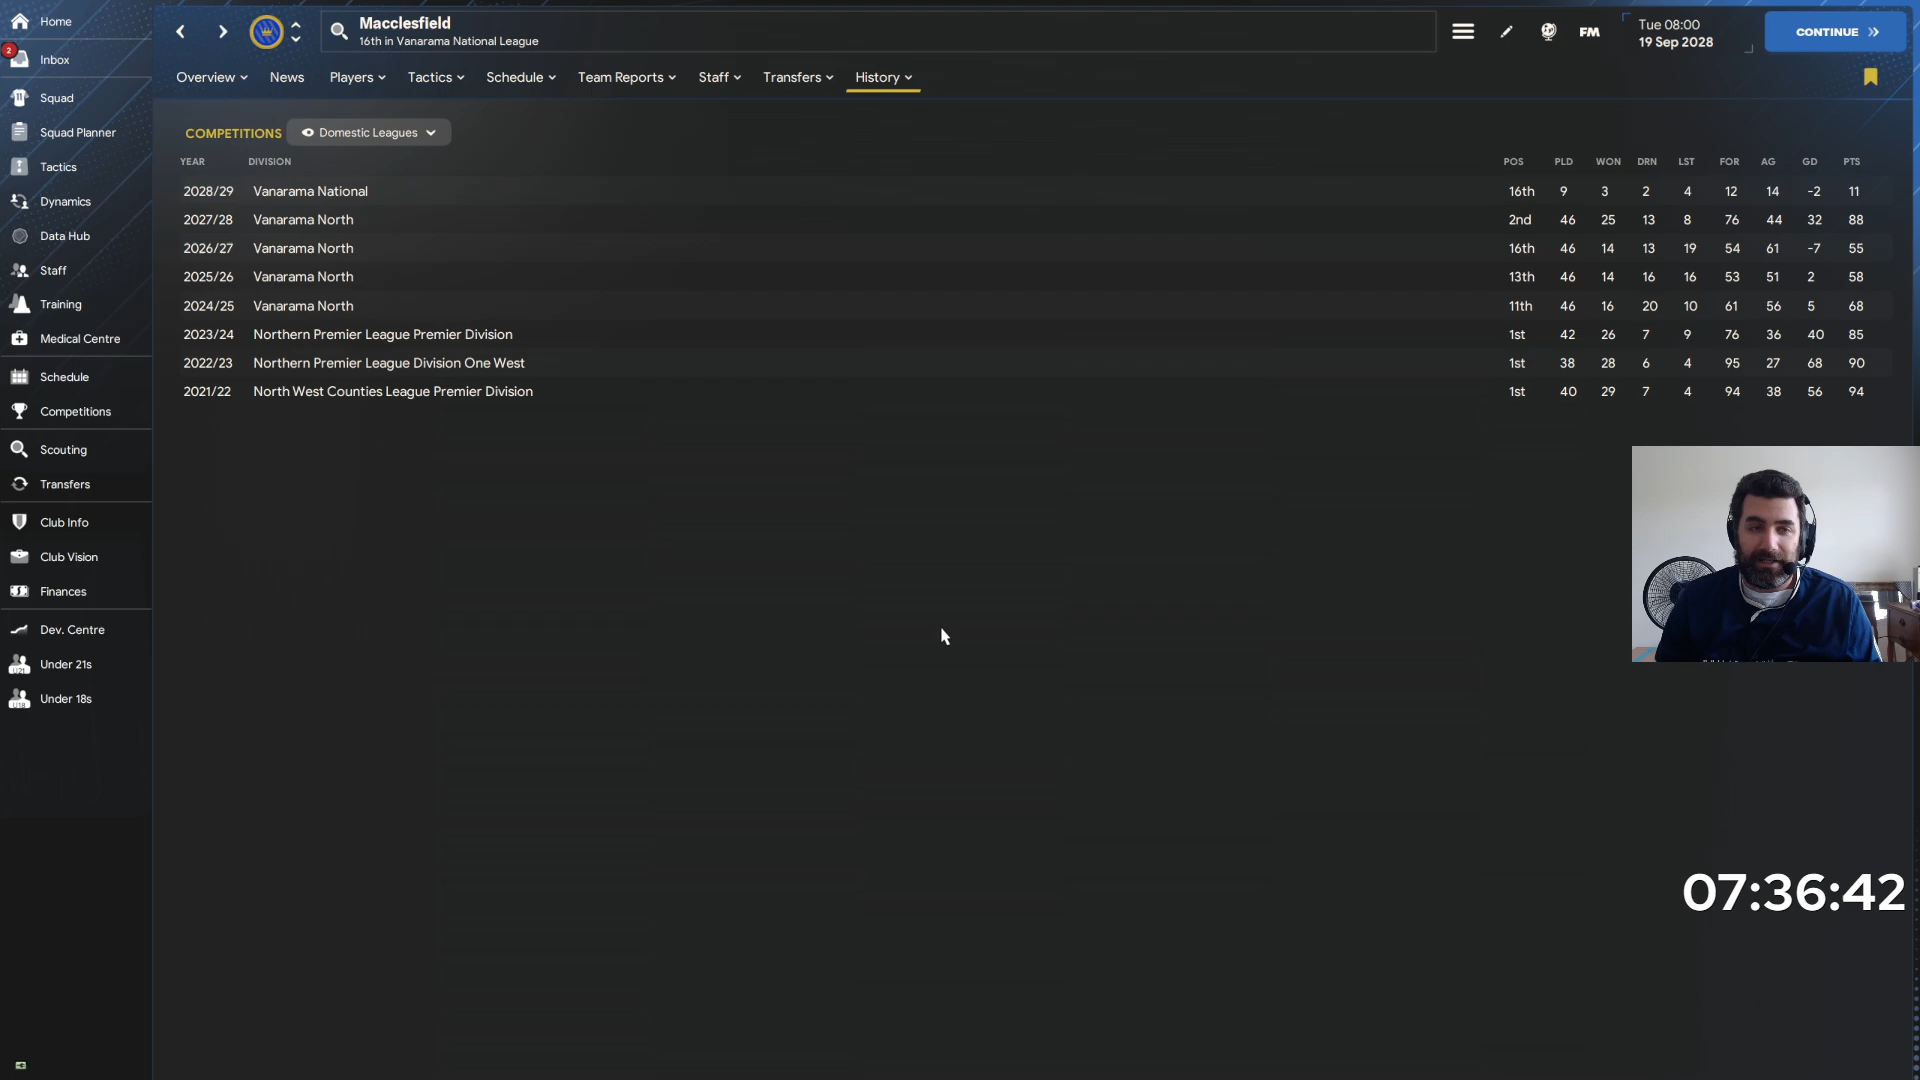 Home
Macclesfield
16th in Vanarama National League
FM
Tue 08:00
19 Sep 2028
CONTINUE
2
Inbox
Overview
News
Players
Tactics
Schedule
Team Reports
Staff
Transfers
History
Squad
Squad Planner
Tactics
Dynamics
Data Hub
Staff
Training
Medical Centre
Schedule
Competitions
Scouting
Transfers
Club Info
Club Vision
Finances
Dev. Centre
Under 21s
Under 18s
COMPETITIONS Domestic Leagues
YEAR DIVISION POS PLD WON DRN LST FOR AG GD PTS
2028/29 Vanarama National 16th 9 3 2 4 12 14 -2 11
2027/28 Vanarama North 2nd 46 25 13 8 76 44 32 88
2026/27 Vanarama North 16th 46 14 13 19 54 61 -7 55
2025/26 Vanarama North 13th 46 14 16 16 53 51 2 58
2024/25 Vanarama North 11th 46 16 20 10 61 56 5 68
2023/24 Northern Premier League Premier Division 1st 42 26 7 9 76 36 40 85
2022/23 Northern Premier League Division One West 1st 38 28 6 4 95 27 68 90
2021/22 North West Counties League Premier Division 1st 40 29 7 4 94 38 56 94
07:36:42